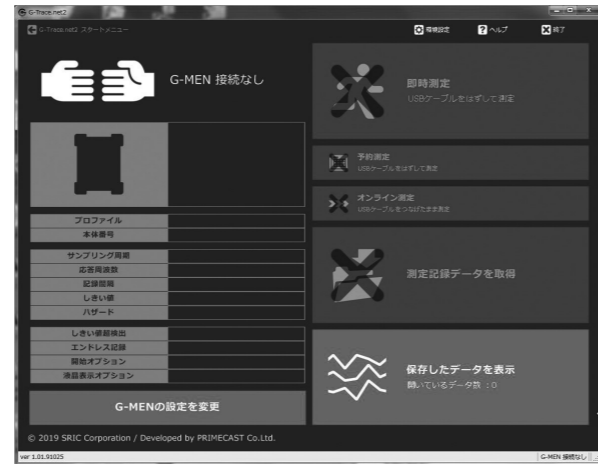 G-Trace.net2
G-Trace.net2 スタートメニュー
環境設定
ヘルプ
終了
G-MEN 接続なし
プロファイル
本体番号
サンプリング周期
応答周波数
記録間隔
しきい値
ハザード
しきい値超検出
エンドレス記録
開始オプション
液晶表示オプション
G-MENの設定を変更
即時測定
USBケーブルをはずして測定
予約測定
USBケーブルをはずして測定
オンライン測定
USBケーブルをつなげたまま測定
測定記録データを取得
保存したデータを表示
開いているデータ数 : 0
© 2019 SRIC Corporation / Developed by PRIMECAST Co.Ltd.
ver 1.01.91025
G-MEN 接続なし